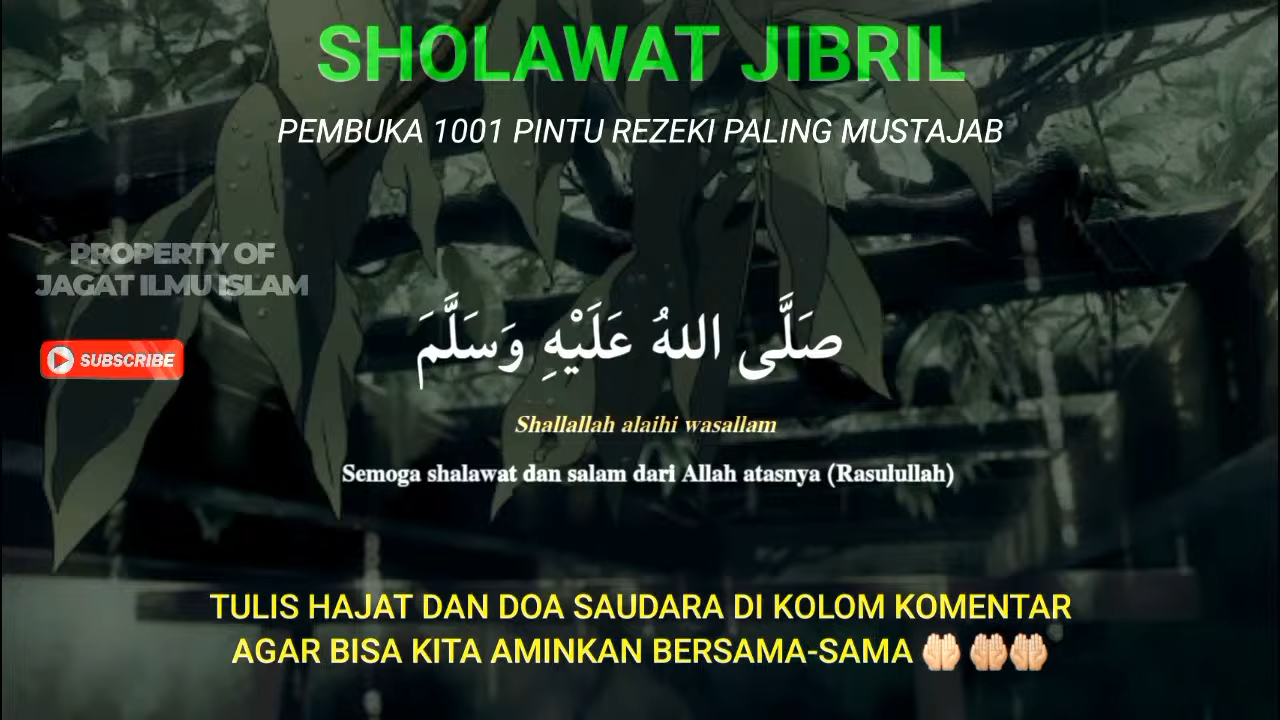 SHOLAWAT JIBRIL
PEMBUKA 1001 PINTU REZEKI PALING MUSTAJAB
PROPERTY OF
JAGAT ILMU ISLAM
SUBSCRIBE
صَلَّى اللهُ عَلَيْهِ وَسَلَّمَ
Shallallah alaihi wasallam
Semoga shalawat dan salam dari Allah atasnya (Rasulullah)
TULIS HAJAT DAN DOA SAUDARA DI KOLOM KOMENTAR
AGAR BISA KITA AMINKAN BERSAMA-SAMA 🤲🏻 🤲🏻🤲🏻